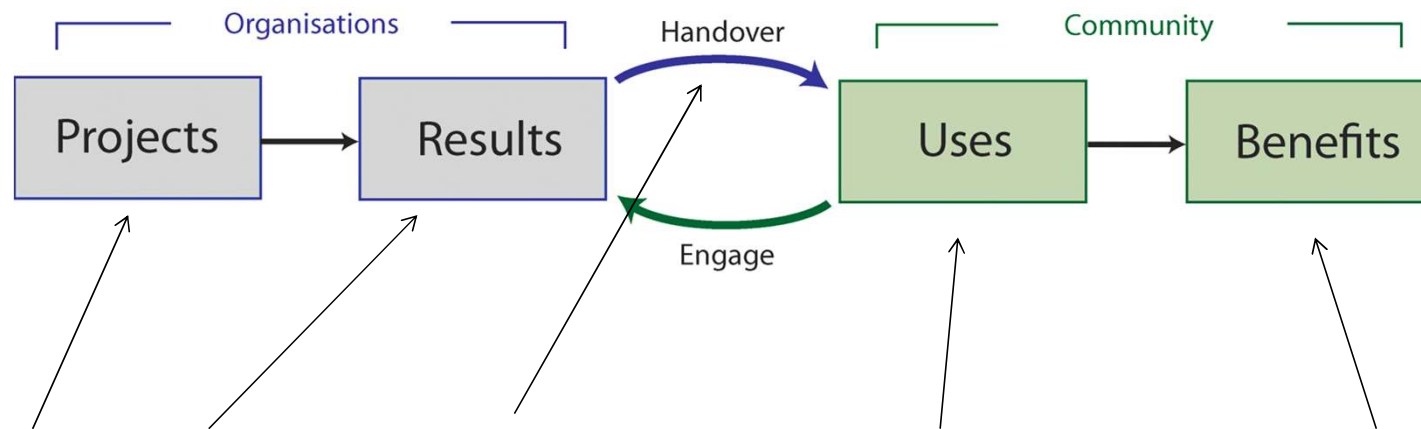 Organisations
Community
Handover
Projects
Results
Uses
Benefits
Engage